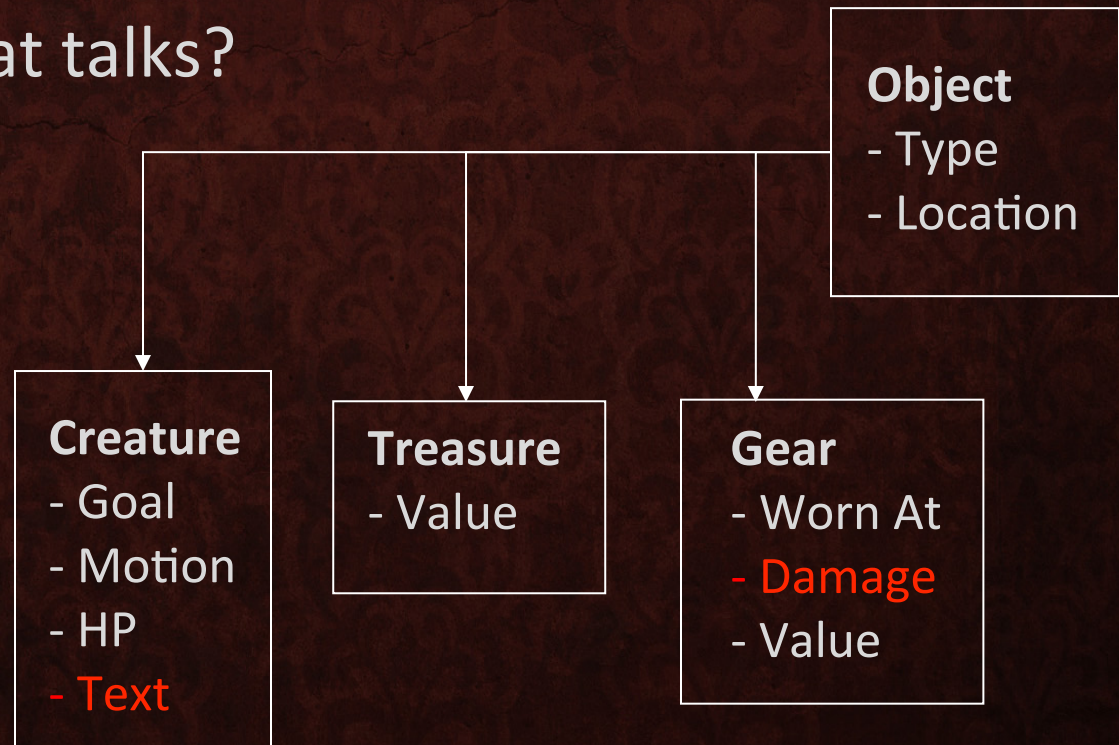 at talks?
Object
- Type
- Location
Creature
- Goal
- Motion
- HP
- Text
Treasure
- Value
Gear
- Worn At
- Damage
- Value